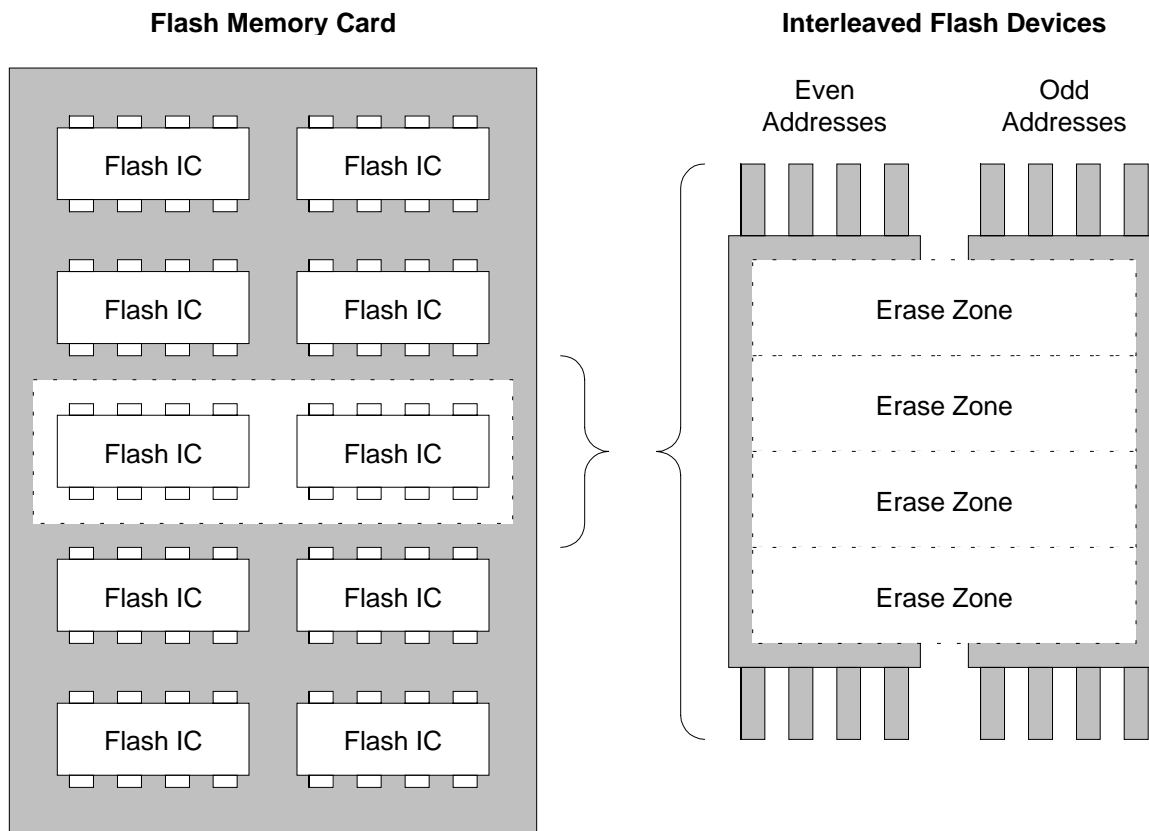 Flash Memory Card
Flash IC Flash IC
Flash IC Flash IC
Flash IC Flash IC
Flash IC Flash IC
Flash IC Flash IC
Interleaved Flash Devices
Even
Addresses
Odd
Addresses
Erase Zone
Erase Zone
Erase Zone
Erase Zone